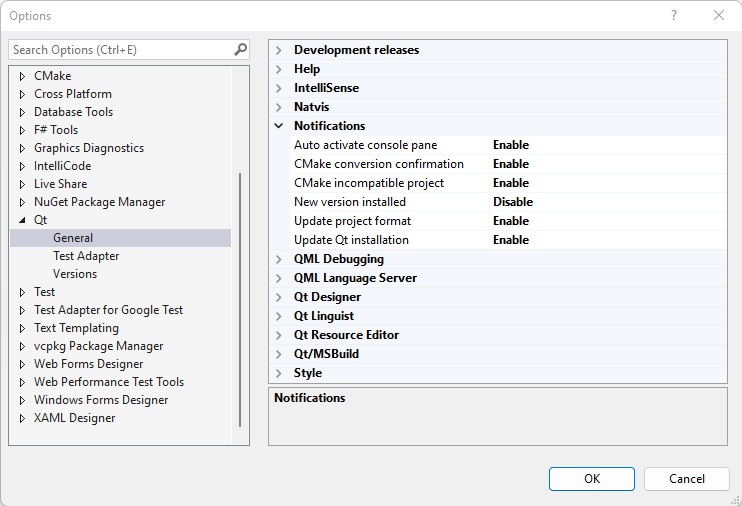 Options
Search Options (Ctrl+E)
CMake
Cross Platform
Database Tools
F# Tools
Graphics Diagnostics
IntelliCode
Live Share
NuGet Package Manager
Qt
General
Test Adapter
Versions
Test
Test Adapter for Google Test
Text Templating
vcpkg Package Manager
Web Forms Designer
Web Performance Test Tools
Windows Forms Designer
XAML Designer
Development releases
Help
IntelliSense
Natvis
Notifications
Auto activate console pane Enable
CMake conversion confirmation Enable
CMake incompatible project Enable
New version installed Disable
Update project format Enable
Update Qt installation Enable
QML Debugging
QML Language Server
Qt Designer
Qt Linguist
Qt Resource Editor
Qt/MSBuild
Style
Notifications
OK Cancel